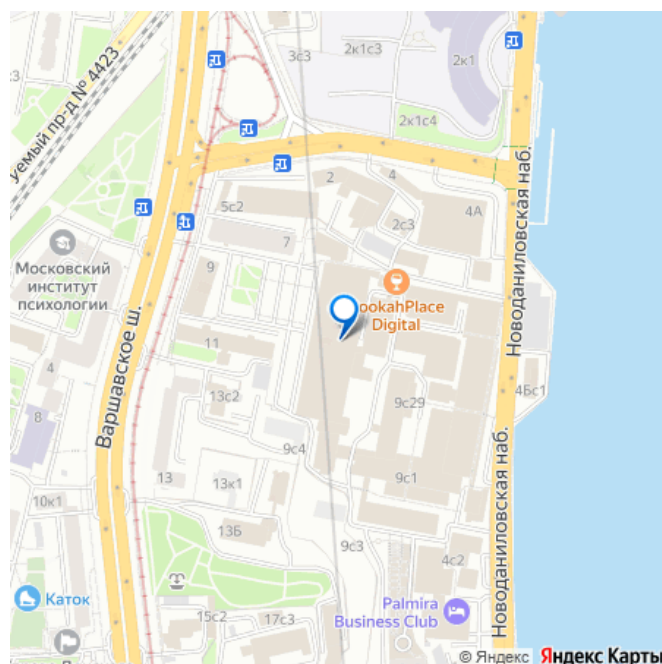 3с3
2к1с3
2к1
уемый пр-д № 4423
2к1с4
2
4
5с2
4А
2с3
7
Новоданиловская наб.
Московский
институт
психологии
9
ookahPlace
Digital
Варшавское ш.
11
4
4Бс1
13с2
9с29
8
9с4
9с1
13
13к1
10к1
13Б
9с3
4с2
Новоданиловская наб.
Каток
Palmira
Business Club
15с2
17с3
© Яндекс Яндекс Карты